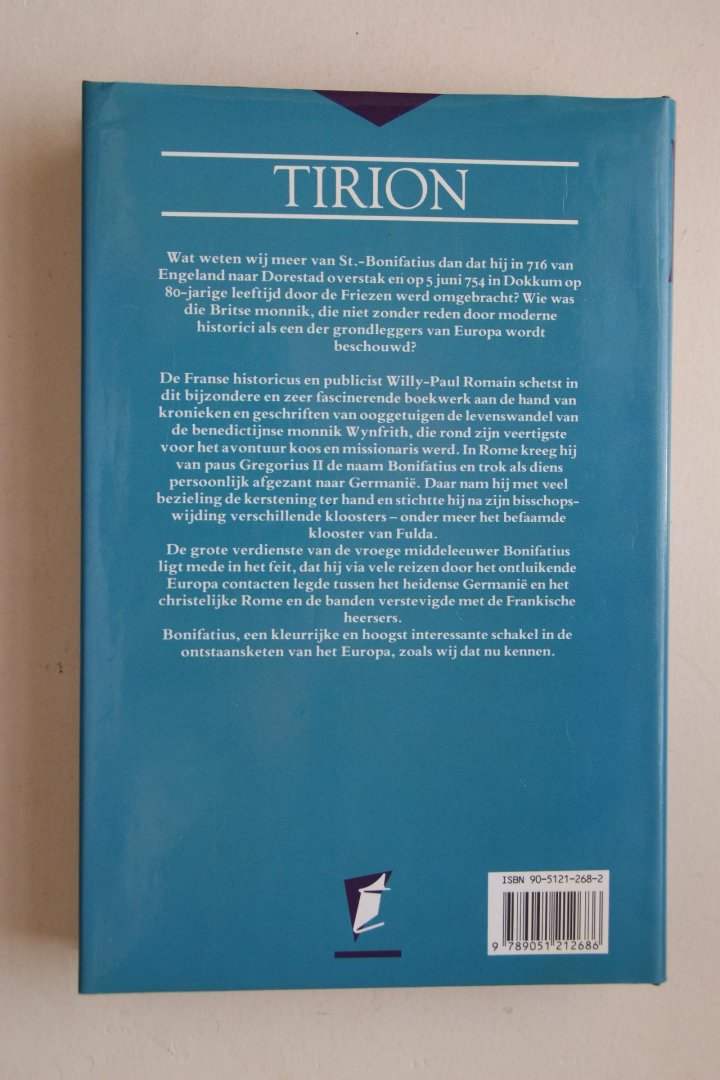 TIRION
Wat weten wij meer van St.-Bonifatius dan dat hij in 716 van
Engeland naar Dorestad overstak en op 5 juni 754 in Dokkum op
80-jarige leeftijd door de Friezen werd omgebracht? Wie was
die Britse monnik, die niet zonder reden door moderne
historici als een der grondleggers van Europa wordt
beschouwd?
De Franse historicus en publicist Willy-Paul Romain schetst in
dit bijzondere en zeer fascinerende boekwerk aan de hand van
kronieken en geschriften van ooggetuigen de levenswandel van
de benedictijnse monnik Wynfrith, die rond zijn veertigste
voor het avontuur koos en missionaris werd. In Rome kreeg hij
van paus Gregorius II de naam Bonifatius en trok als diens
persoonlijk afgezant naar Germanië. Daar nam hij met veel
bezieling de kerstening ter hand en stichtte hij na zijn bisschops-
wijding verschillende kloosters – onder meer het befaamde
klooster van Fulda.
De grote verdienste van de vroege middeleeuwer Bonifatius
ligt mede in het feit, dat hij via vele reizen door het ontluikende
Europa contacten legde tussen het heidense Germanië en het
christelijke Rome en de banden verstevigde met de Frankische
heersers.
Bonifatius, een kleurrijke en hoogst interessante schakel in de
ontstaansketen van het Europa, zoals wij dat nu kennen.
ISBN 90-5121-268-2
9 789051 212686